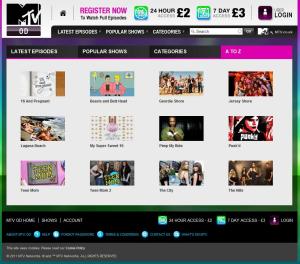 MTV
OD
REGISTER NOW
To Watch Full Episodes
24 HOUR ACCESS £2
7 DAY ACCESS £3
LOGIN
LATEST EPISODES POPULAR SHOWS CATEGORIES Search GO MTV.co.uk
LATEST EPISODES POPULAR SHOWS CATEGORIES A TO Z
16 And Pregnant Beavis and Butt Head Geordie Shore Jersey Shore
Laguna Beach My Super Sweet 16 Pimp My Ride Punk'd
Teen Mom Teen Mom 2 The City The Hills
MTV OD HOME | SHOWS | ACCOUNT 24 HOUR ACCESS - £2 7 DAY ACCESS - £3 LOGIN
ABOUT MTV OD HELP FORGOT PASSWORD TERMS & CONDITIONS CONTACT US
This site uses cookies. Please read our Cookie Policy
© 2011 MTV Networks. ® and ™ MTV Networks. ALL RIGHTS RESERVED.